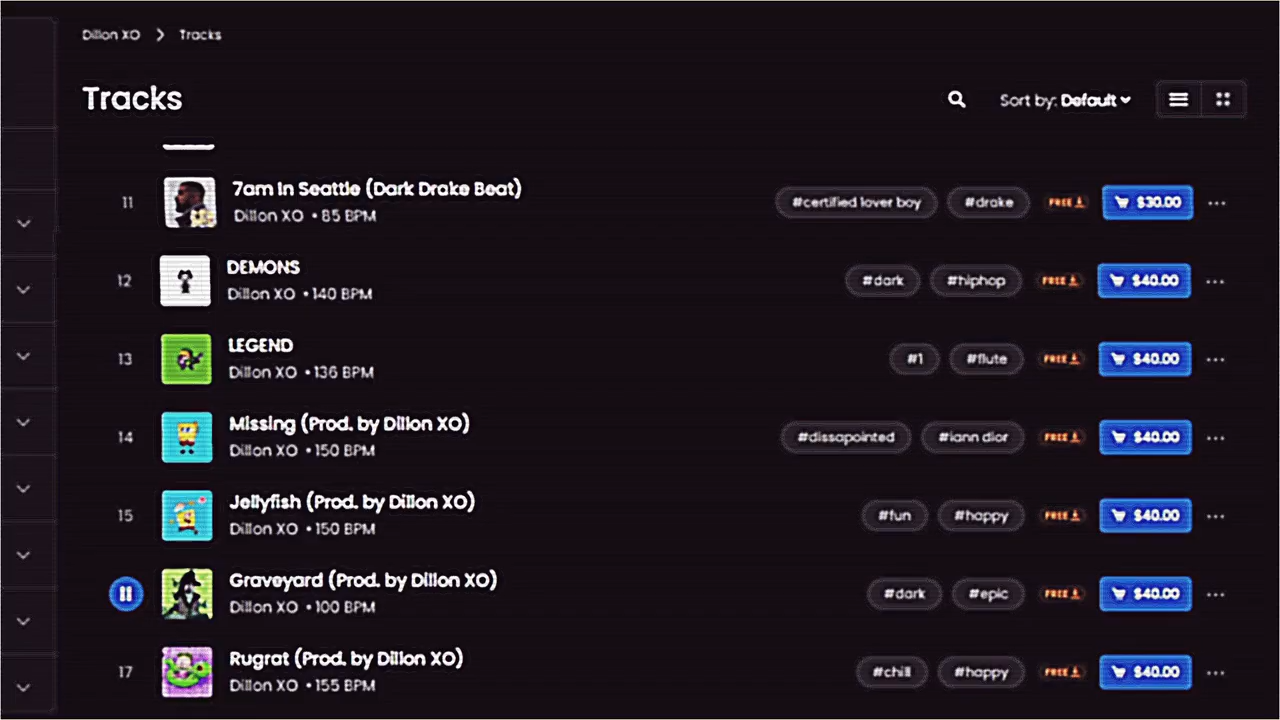 Dillon XO > Tracks
Tracks
Sort by: Default
11 7am In Seattle (Dark Drake Beat) #certified lover boy #drake FREE $30.00 ...
Dillon XO • 85 BPM
12 DEMONS #dark #hiphop FREE $40.00 ...
Dillon XO • 140 BPM
13 LEGEND #1 #flute FREE $40.00 ...
Dillon XO • 136 BPM
14 Missing (Prod. by Dillon XO) #dissapointed #iann dior FREE $40.00 ...
Dillon XO • 150 BPM
15 Jellyfish (Prod. by Dillon XO) #fun #happy FREE $40.00 ...
Dillon XO • 150 BPM
Graveyard (Prod. by Dillon XO) #dark #epic FREE $40.00 ...
Dillon XO • 100 BPM
17 Rugrat (Prod. by Dillon XO) #chill #happy FREE $40.00 ...
Dillon XO • 155 BPM